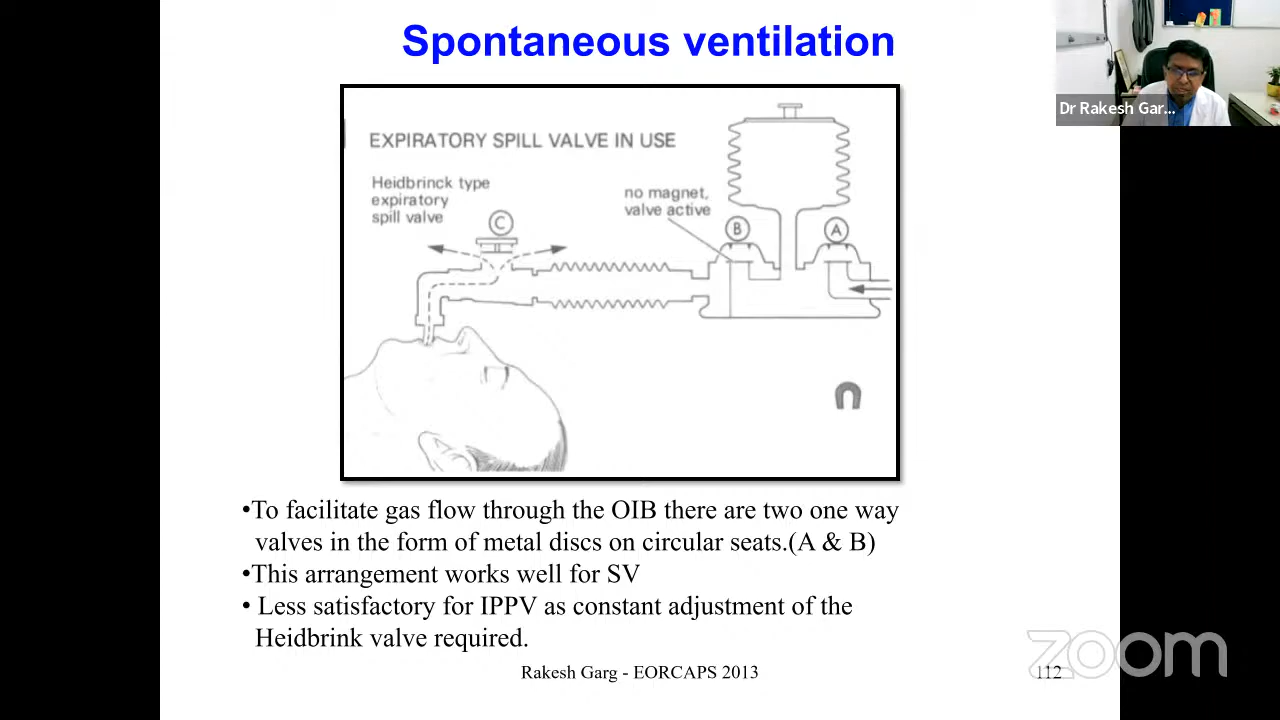 Spontaneous ventilation
Dr Rakesh Gar...
EXPIRATORY SPILL VALVE IN USE
Heidbrinck type
expiratory
spill valve
no magnet,
valve active
C
B
A
•To facilitate gas flow through the OIB there are two one way
valves in the form of metal discs on circular seats.(A & B)
•This arrangement works well for SV
• Less satisfactory for IPPV as constant adjustment of the
Heidbrink valve required.
Rakesh Garg - EORCAPS 2013
112
zoom